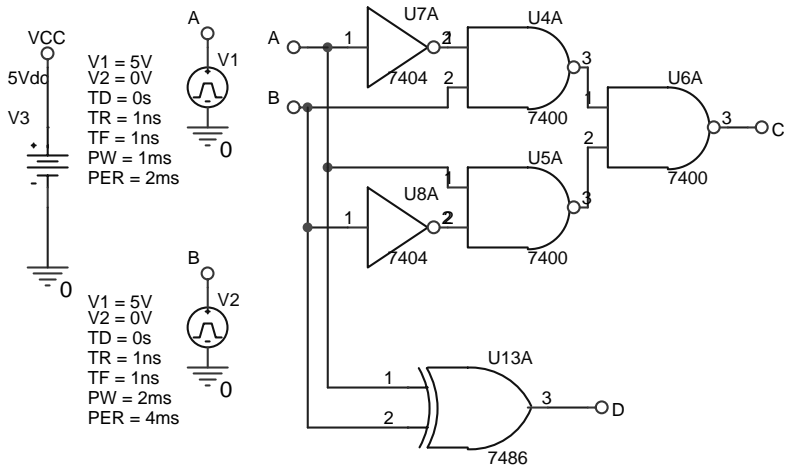 VCC
5Vdc
V3
+
-
0
A
V1
+
V1 = 5V
V2 = 0V
TD = 0s
TR = 1ns
TF = 1ns
PW = 1ms
PER = 2ms
0
B
V2
+
V1 = 5V
V2 = 0V
TD = 0s
TR = 1ns
TF = 1ns
PW = 2ms
PER = 4ms
0
A
B
U7A
1
2
7404
U4A
1
2
3
7400
U8A
1
2
7404
U5A
1
2
3
7400
U6A
1
2
3
7400
C
U13A
1
2
3
7486
D